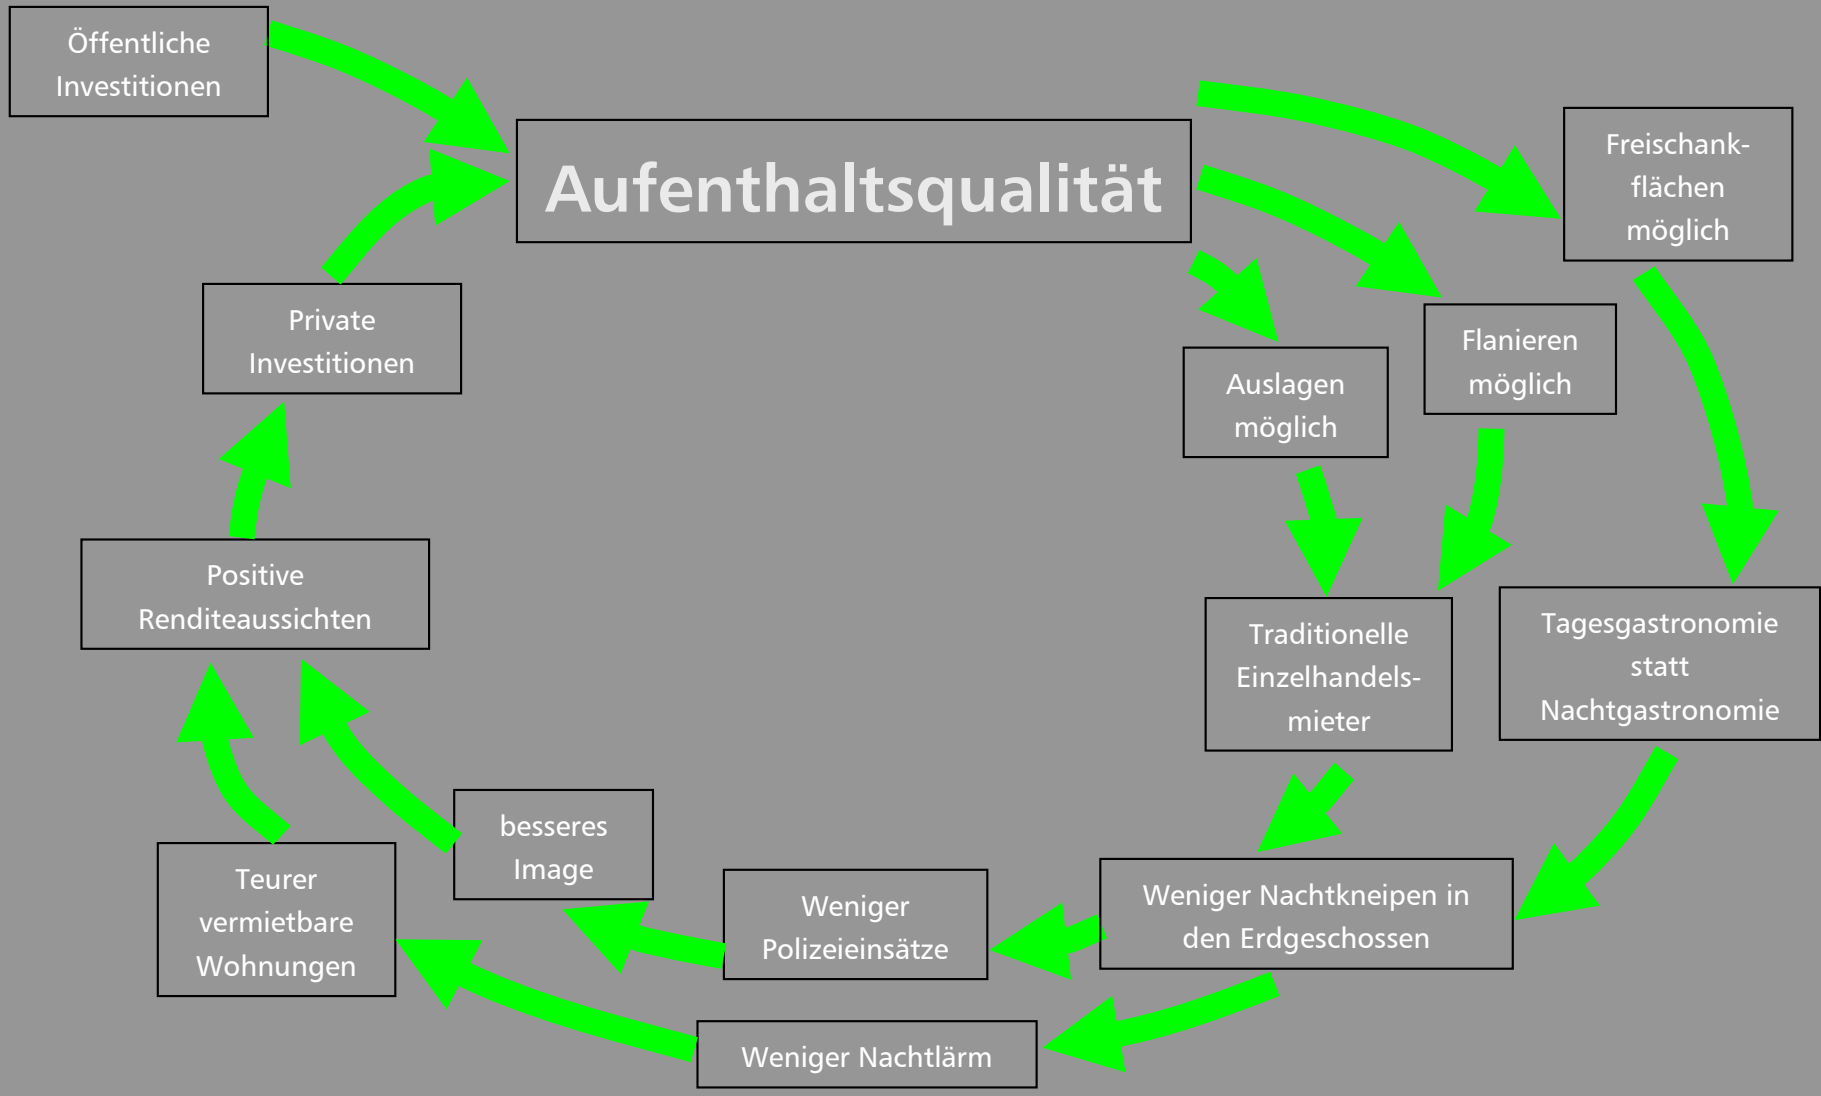 Öffentliche
Investitionen
Aufenthaltsqualität
Freischank-
flächen
möglich
Private
Investitionen
Flanieren
möglich
Auslagen
möglich
Positive
Renditeaussichten
Traditionelle
Einzelhandels-
mieter
Tagesgastronomie
statt
Nachtgastronomie
besseres
Image
Teurer
vermietbare
Wohnungen
Weniger
Polizeieinsätze
Weniger Nachtkneipen in
den Erdgeschossen
Weniger Nachtlärm